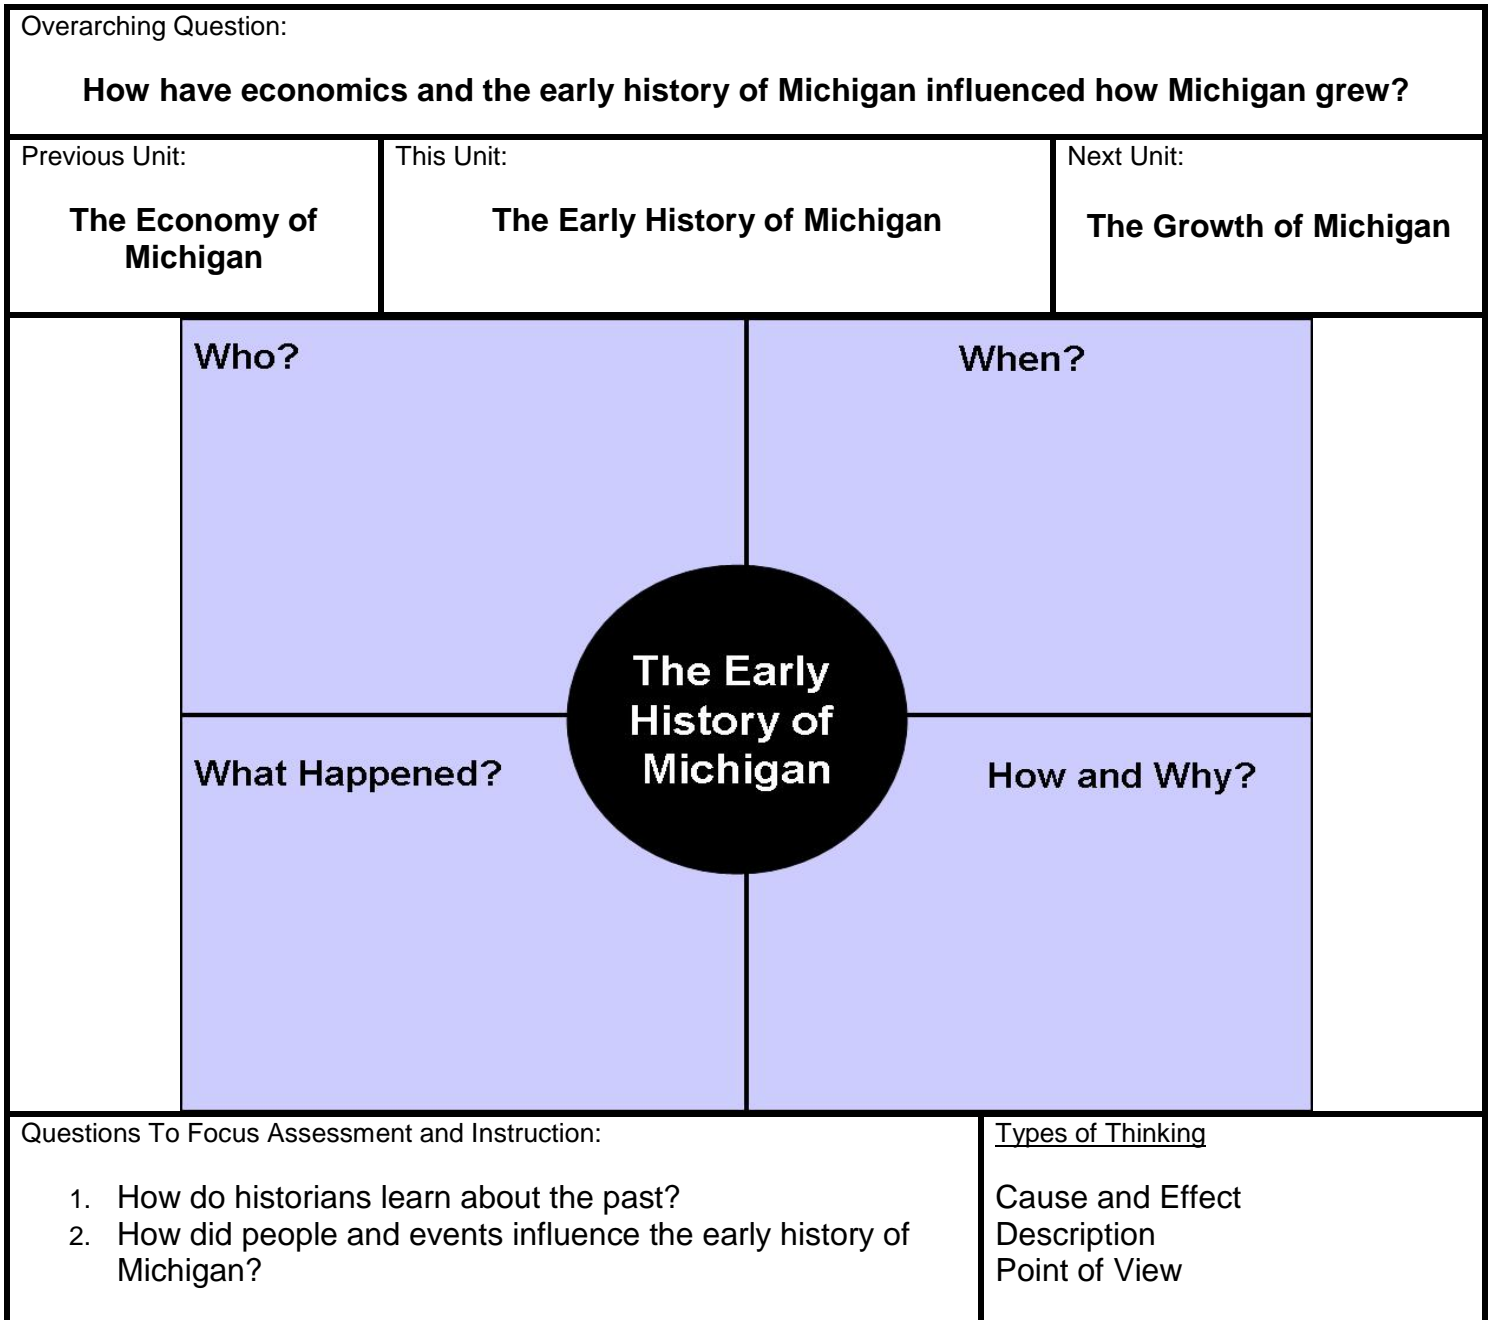 Overarching Question:
How have economics and the early history of Michigan influenced how Michigan grew?
Previous Unit:
The Economy of
Michigan
This Unit:
The Early History of Michigan
Next Unit:
The Growth of Michigan
Who?
When?
The Early
History of
Michigan
What Happened?
How and Why?
Questions To Focus Assessment and Instruction:
1. How do historians learn about the past?
2. How did people and events influence the early history of
Michigan?
Types of Thinking
Cause and Effect
Description
Point of View